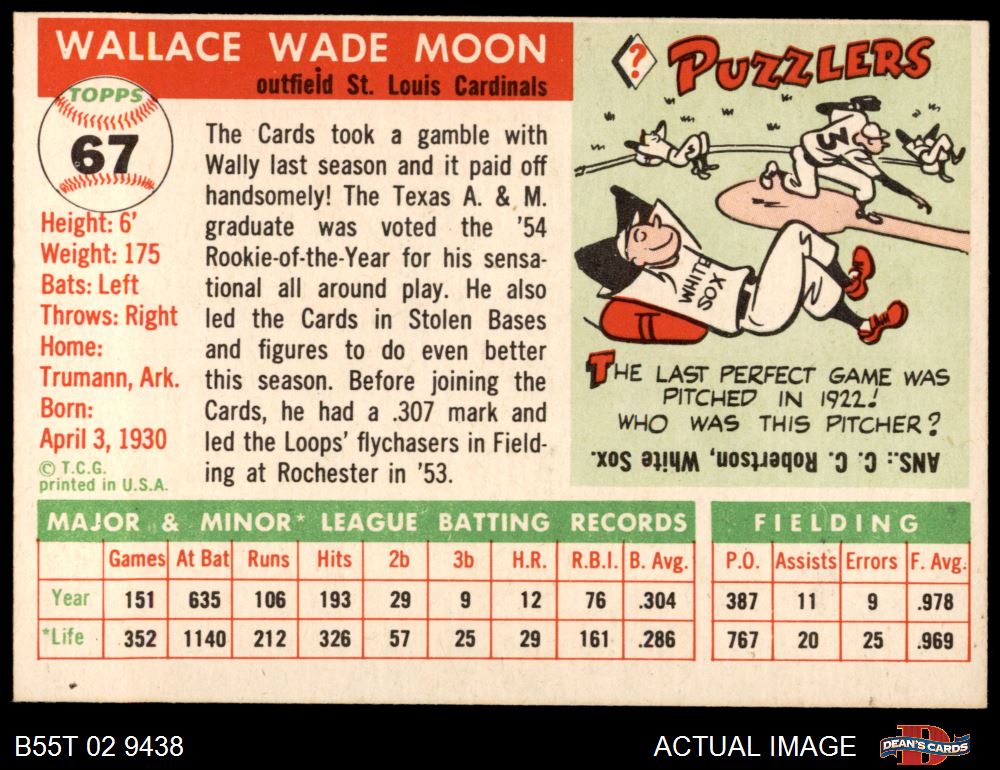 WALLACE WADE MOON
outfield St. Louis Cardinals
TOPPS
67
Height: 6'
Weight: 175
Bats: Left
Throws: Right
Home:
Trumann, Ark.
Born:
April 3, 1930
© T.C.G.
printed in U.S.A.
The Cards took a gamble with
Wally last season and it paid off
handsomely! The Texas A. & M.
graduate was voted the '54
Rookie-of-the-Year for his sensa-
tional all around play. He also
led the Cards in Stolen Bases
and figures to do even better
this season. Before joining the
Cards, he had a .307 mark and
led the Loops' flychasers in Field-
ing at Rochester in '53.
? PUZZLERS
3
WHITE
SOX
THE LAST PERFECT GAME WAS
PITCHED IN 1922!
WHO WAS THIS PITCHER?
ANS.: C. C. Robertson, White Sox.
MAJOR & MINOR* LEAGUE BATTING RECORDS
Games At Bat Runs Hits 2b 3b H.R. R.B.I. B. Avg.
Year 151 635 106 193 29 9 12 76 .304
*Life 352 1140 212 326 57 25 29 161 .286
FIELDING
P.O. Assists Errors F. Avg.
387 11 9 .978
767 20 25 .969
B55T 02 9438
ACTUAL IMAGE
DEAN'S CARDS